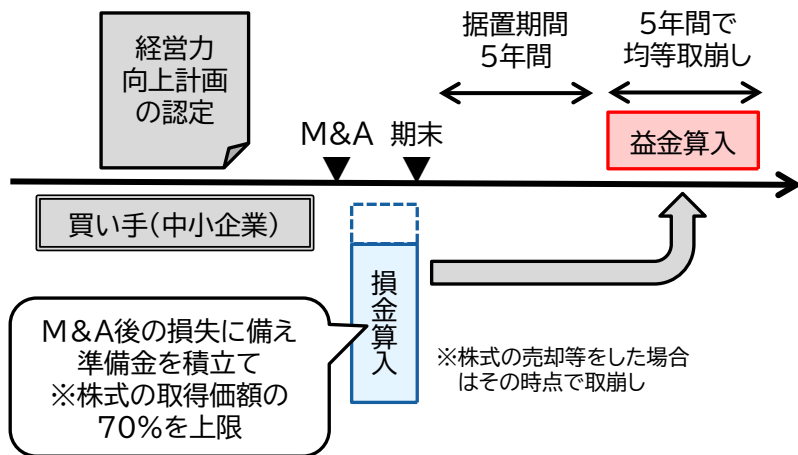 経営力
向上計画
の認定
据置期間
5年間
5年間で
均等取崩し
M&A
期末
益金算入
買い手(中小企業)
損金算入
M&A後の損失に備え
準備金を積立て
※株式の取得価額の
70%を上限
※株式の売却等をした場合
はその時点で取崩し